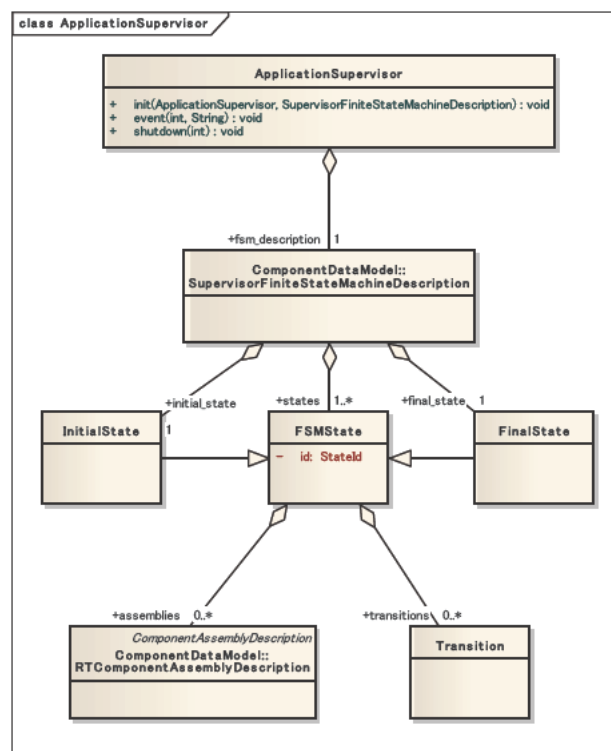 class ApplicationSupervisor
ApplicationSupervisor
+ init(ApplicationSupervisor, SupervisorFiniteStateMachineDescription) : void
+ event(int, String) : void
+ shutdown(int) : void
+fsm_description 1
ComponentDataModel::
SupervisorFiniteStateMachineDescription
+initial_state
+states 1..*
+final_state 1
InitialState
1
FSMState
- id: StateId
FinalState
+assemblies 0..*
+transitions 0..*
ComponentAssemblyDescription
ComponentDataModel::
RTComponentAssemblyDescription
Transition